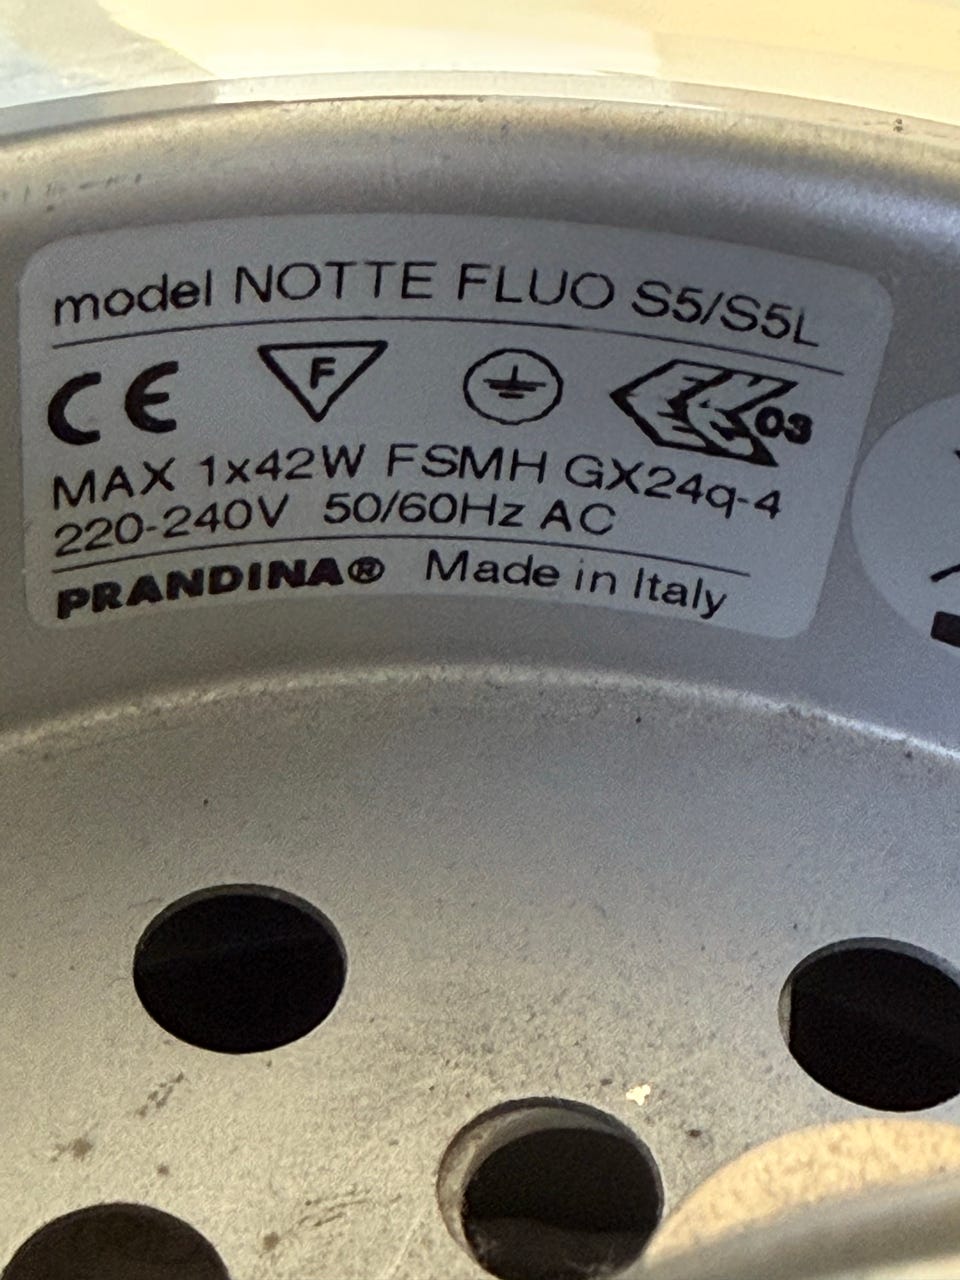 model NOTTE FLUO S5/S5L
CE F 03
MAX 1x42W FSMH GX24q-4
220-240V 50/60Hz AC
PRANDINA® Made in Italy